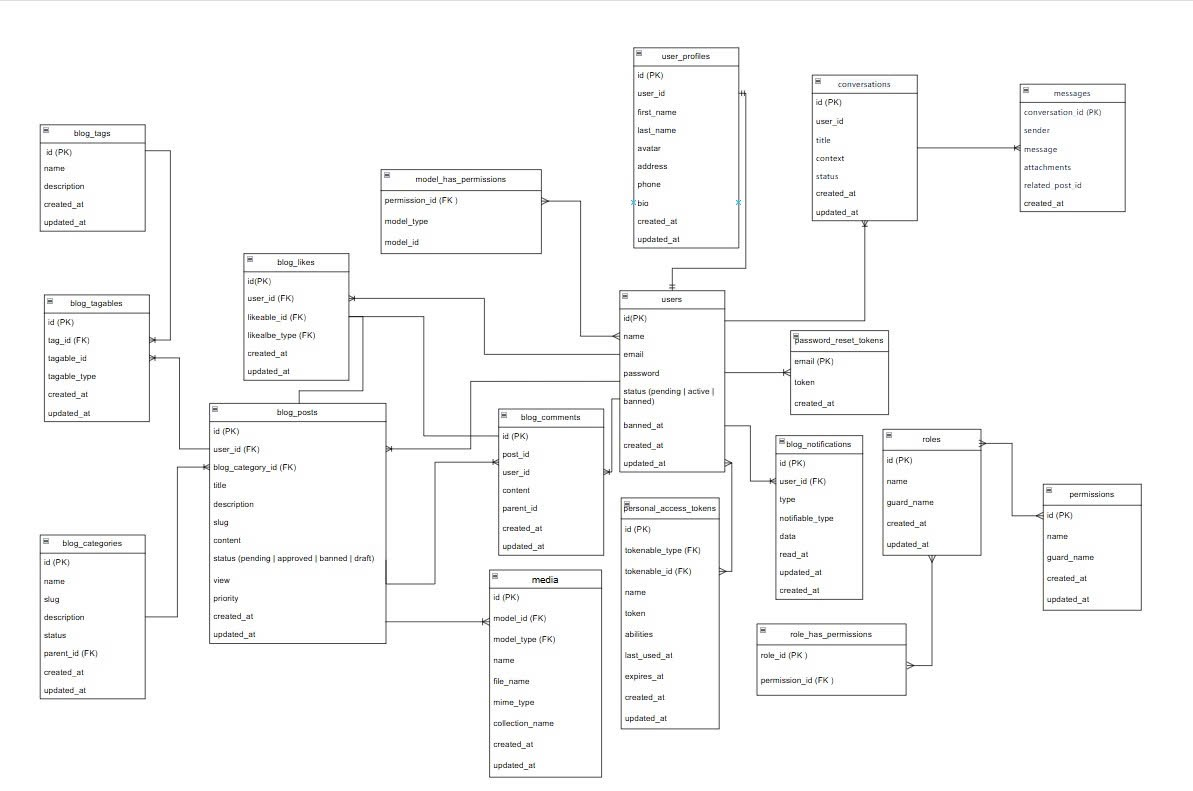 user_profiles
id (PK)
user_id
first_name
last_name
avatar
address
phone
bio
created_at
updated_at
conversations
id (PK)
user_id
title
context
status
created_at
updated_at
messages
conversation_id (PK)
sender
message
attachments
related_post_id
created_at
blog_tags
id (PK)
name
description
created_at
updated_at
model_has_permissions
permission_id (FK )
model_type
model_id
blog_likes
id(PK)
user_id (FK)
likeable_id (FK)
likealbe_type (FK)
created_at
updated_at
blog_tagables
id (PK)
tag_id (FK)
tagable_id
tagable_type
created_at
updated_at
users
id(PK)
name
email
password
status (pending | active |
banned)
banned_at
created_at
updated_at
password_reset_tokens
email (PK)
token
created_at
blog_posts
id (PK)
user_id (FK)
blog_category_id (FK)
title
description
slug
content
status (pending | approved | banned | draft)
view
priority
created_at
updated_at
blog_comments
id (PK)
post_id
user_id
content
parent_id
created_at
updated_at
blog_notifications
id (PK)
user_id (FK)
type
notifiable_type
data
read_at
updated_at
created_at
roles
id (PK)
name
guard_name
created_at
updated_at
permissions
id (PK)
name
guard_name
created_at
updated_at
personal_access_tokens
id (PK)
tokenable_type (FK)
tokenable_id (FK)
name
token
abilities
last_used_at
expires_at
created_at
updated_at
blog_categories
id (PK)
name
slug
description
status
parent_id (FK)
created_at
updated_at
media
id (PK)
model_id (FK)
model_type (FK)
name
file_name
mime_type
collection_name
created_at
updated_at
role_has_permissions
role_id (PK )
permission_id (FK )